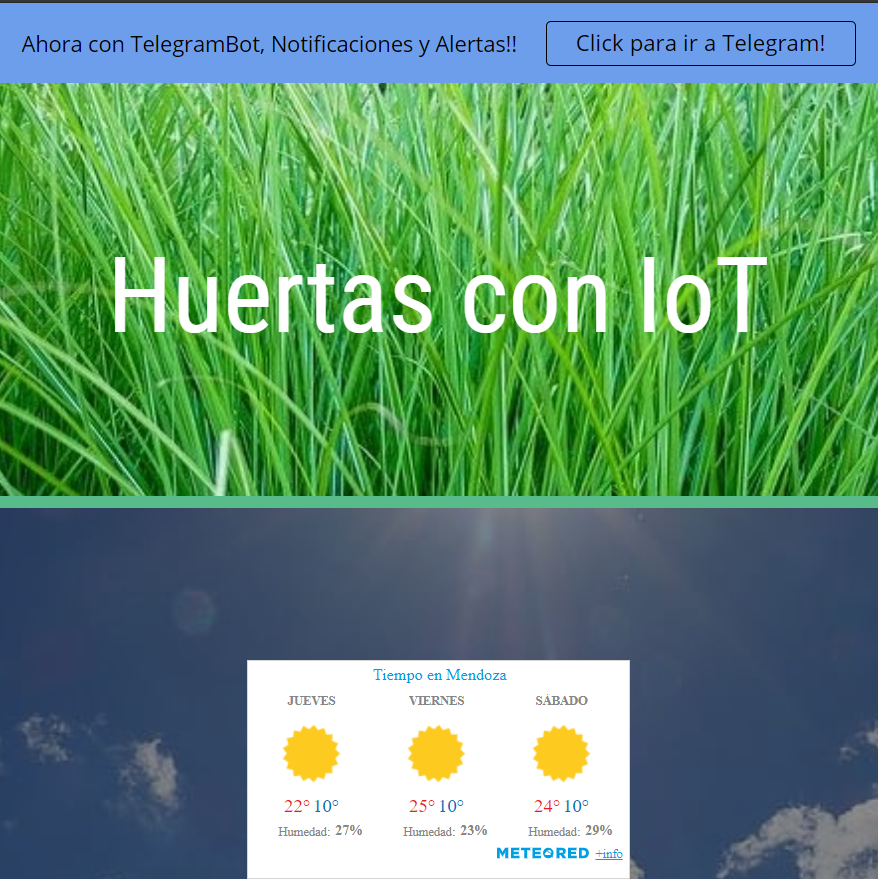 Ahora con TelegramBot, Notificaciones y Alertas!! Click para ir a Telegram!
Huertas con IoT
Tiempo en Mendoza
JUEVES VIERNES SÁBADO
22° 10° 25° 10° 24° 10°
Humedad: 27% Humedad: 23% Humedad: 29%
METEORED +info